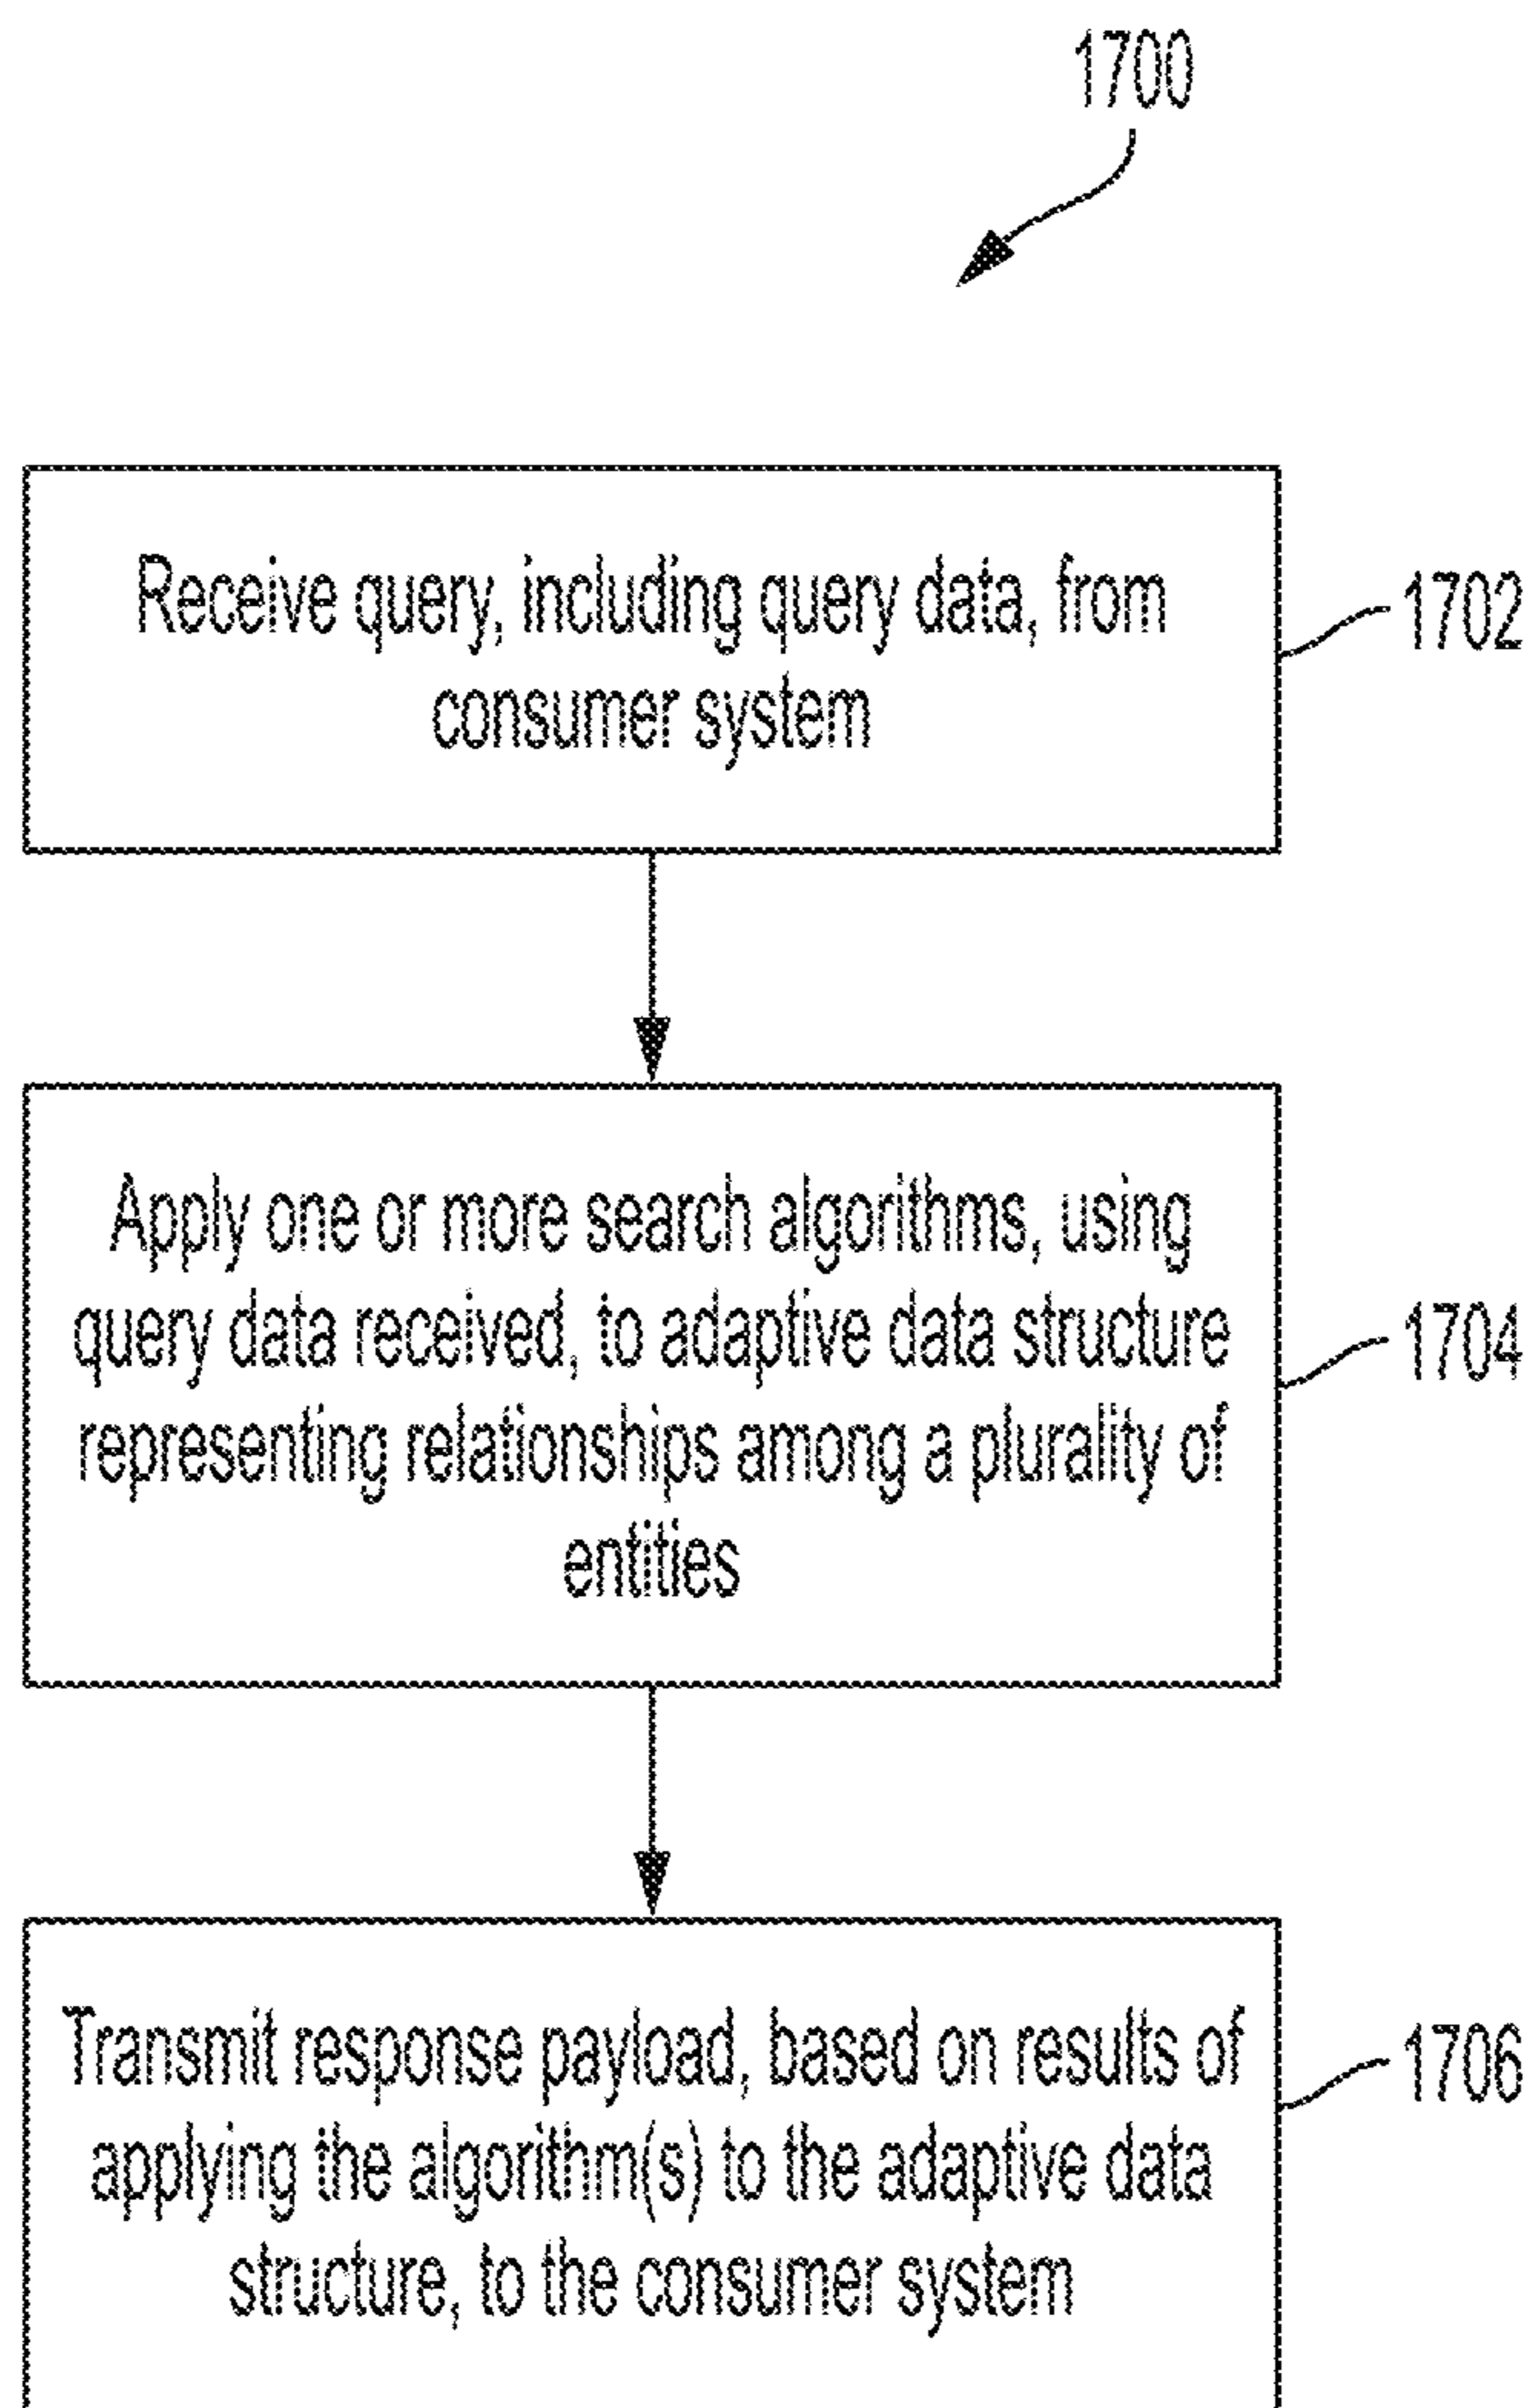 1700
Receive query, including query data, from
consumer system
1702
Apply one or more search algorithms, using
query data received, to adaptive data structure
representing relationships among a plurality of
entities
1704
Transmit response payload, based on results of
applying the algorithm(s) to the adaptive data
structure, to the consumer system
1706